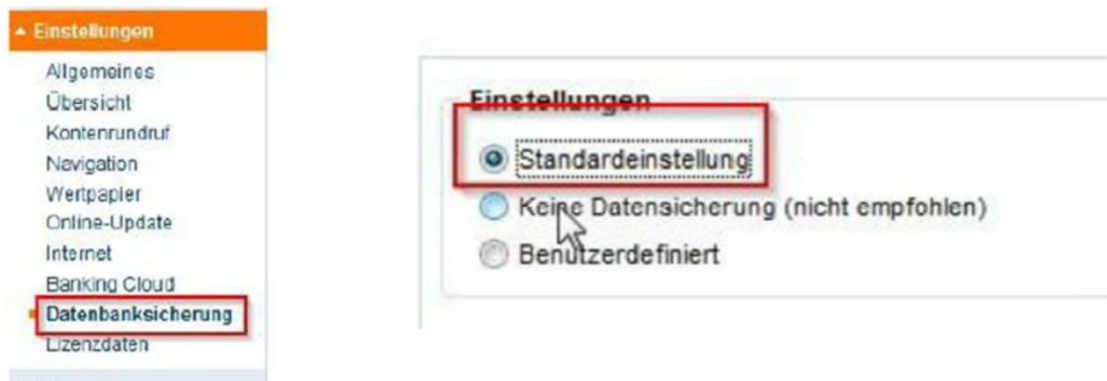 Einstellungen
Allgemeines
Übersicht
Kontenrundruf
Navigation
Wertpapier
Online-Update
Internet
Banking Cloud
Datenbanksicherung
Lizenzdaten
Einstellungen
Standardeinstellung
Keine Datensicherung (nicht empfohlen)
Benutzerdefiniert